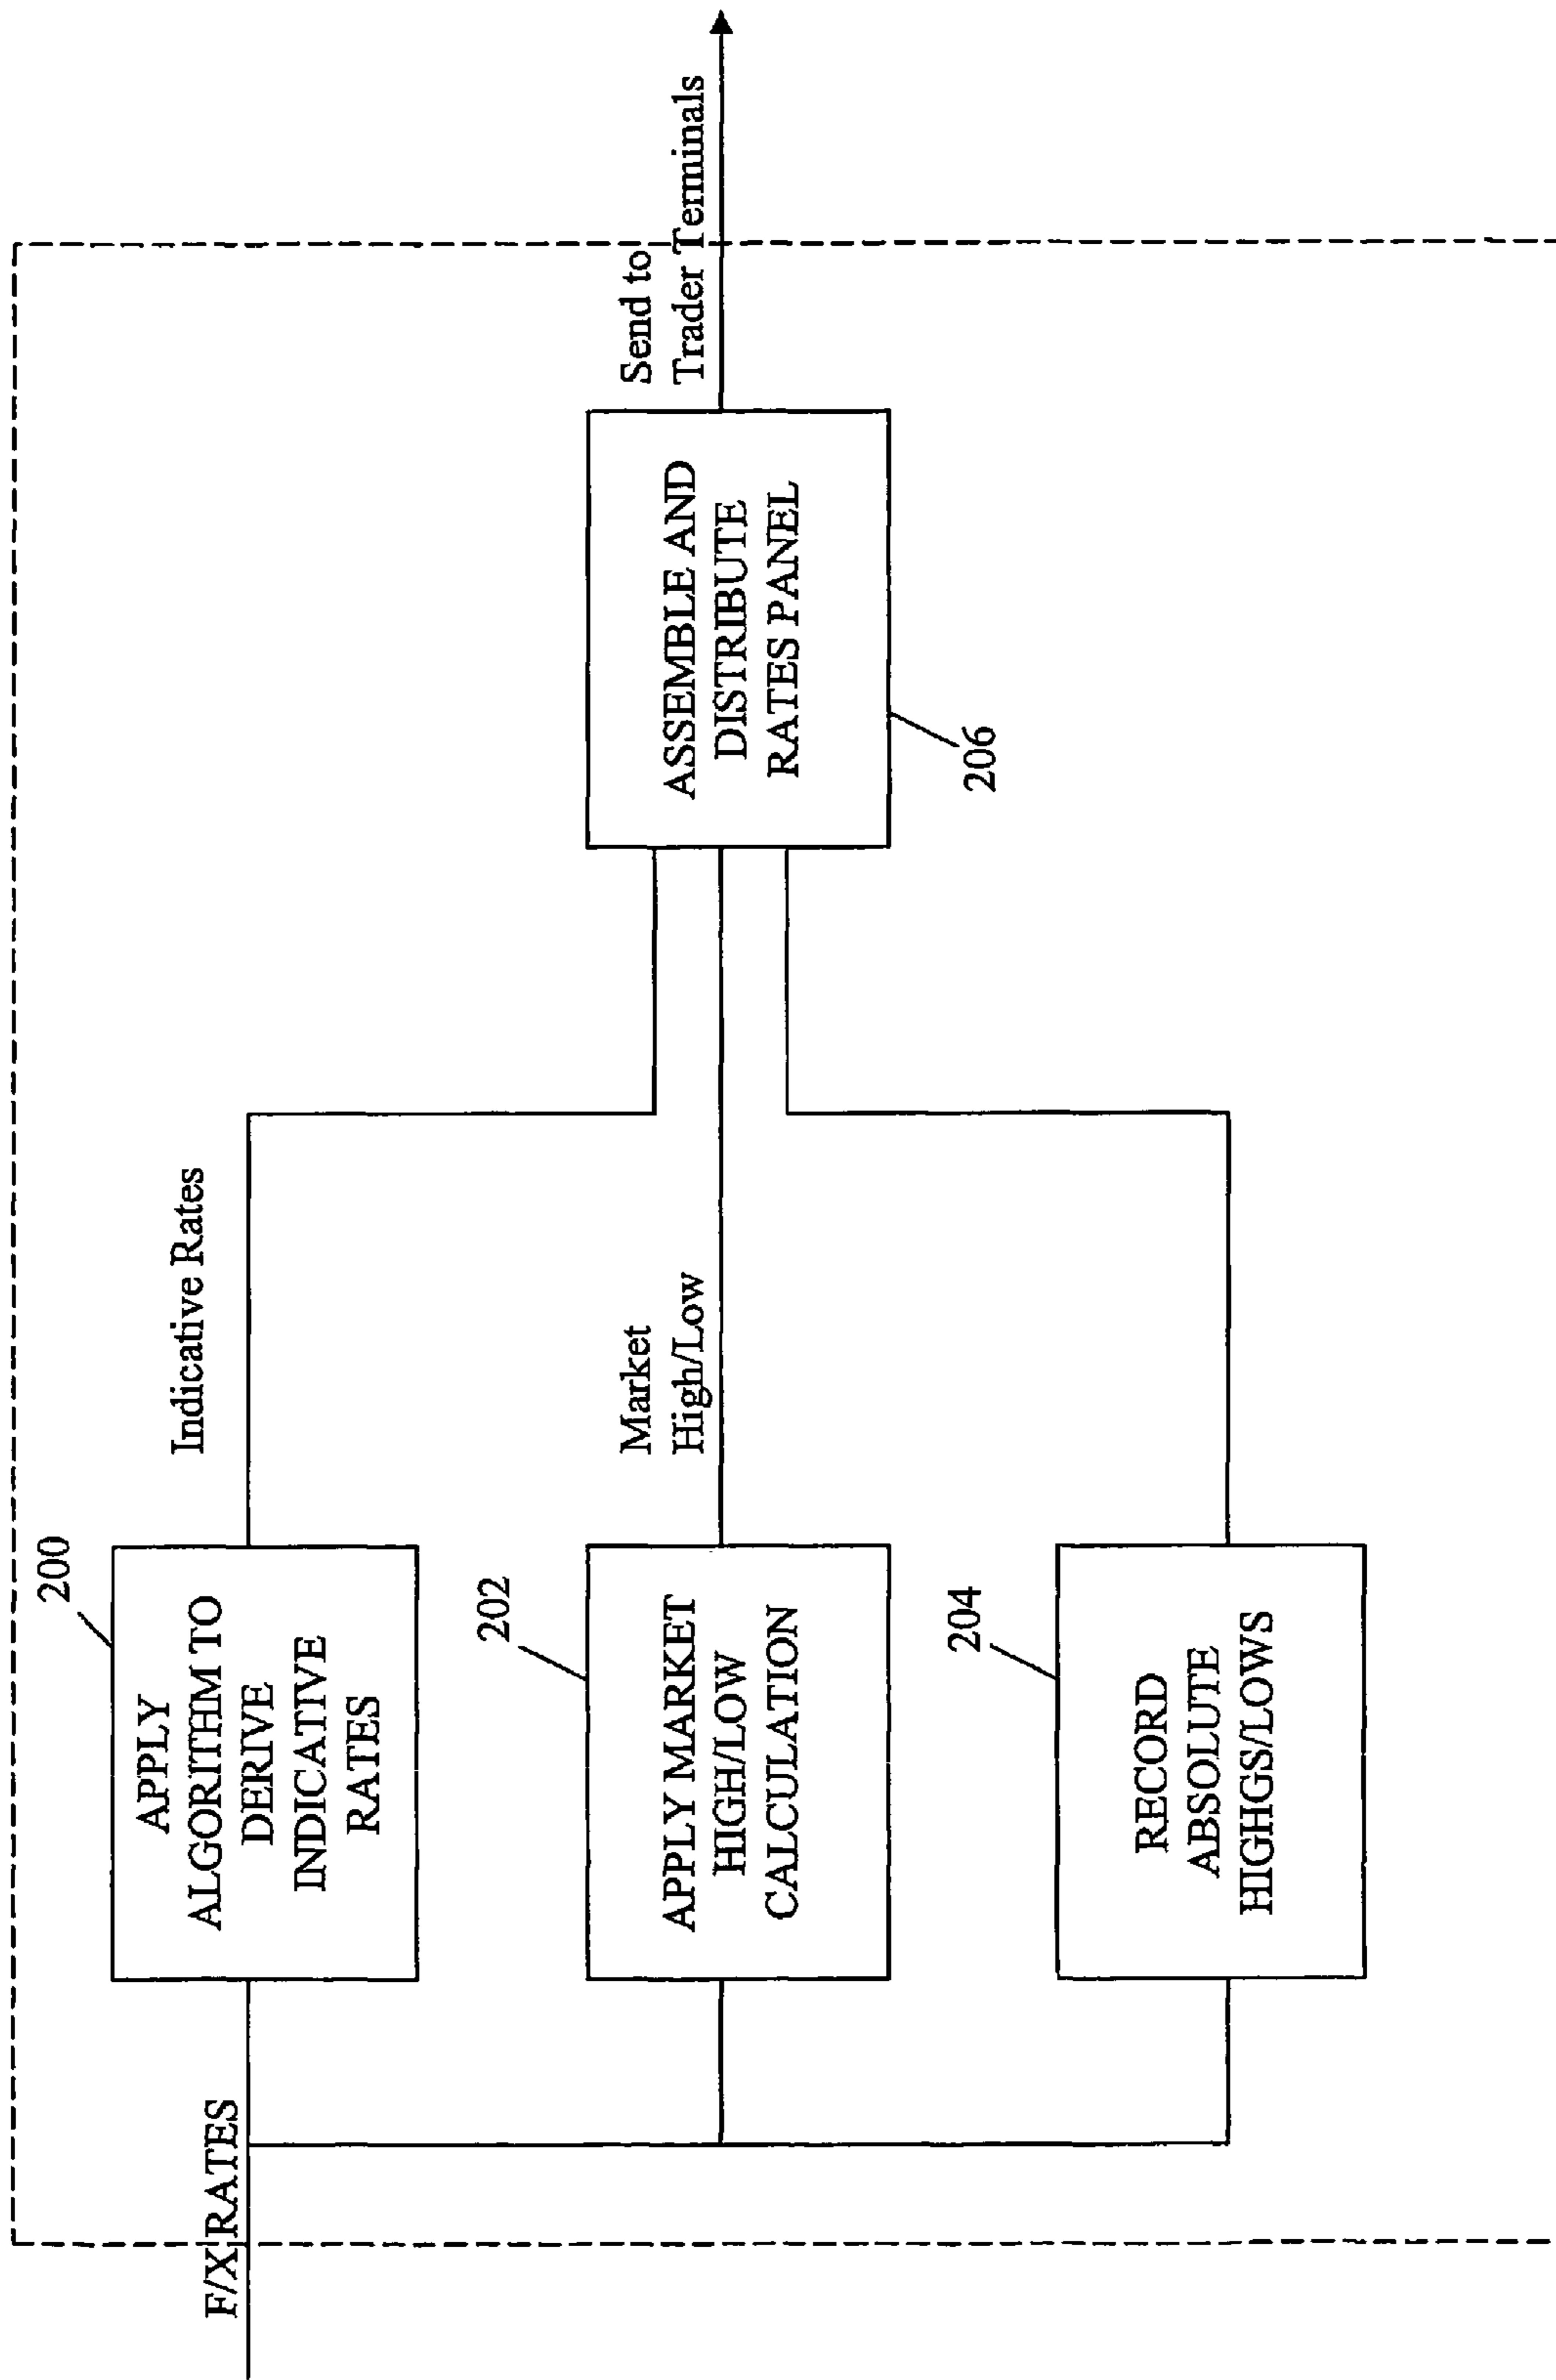 F/X RATES
200
APPLY
ALGORITHM TO
DERIVE
INDICATIVE
RATES
Indicative Rates
202
APPLY MARKET
HIGH/LOW
CALCULATION
Market
High/Low
204
RECORD
ABSOLUTE
HIGHGS/LOWS
ASSEMBLE AND
DISTRIBUTE
RATES PANEL
206
Send to
Trader Terminals